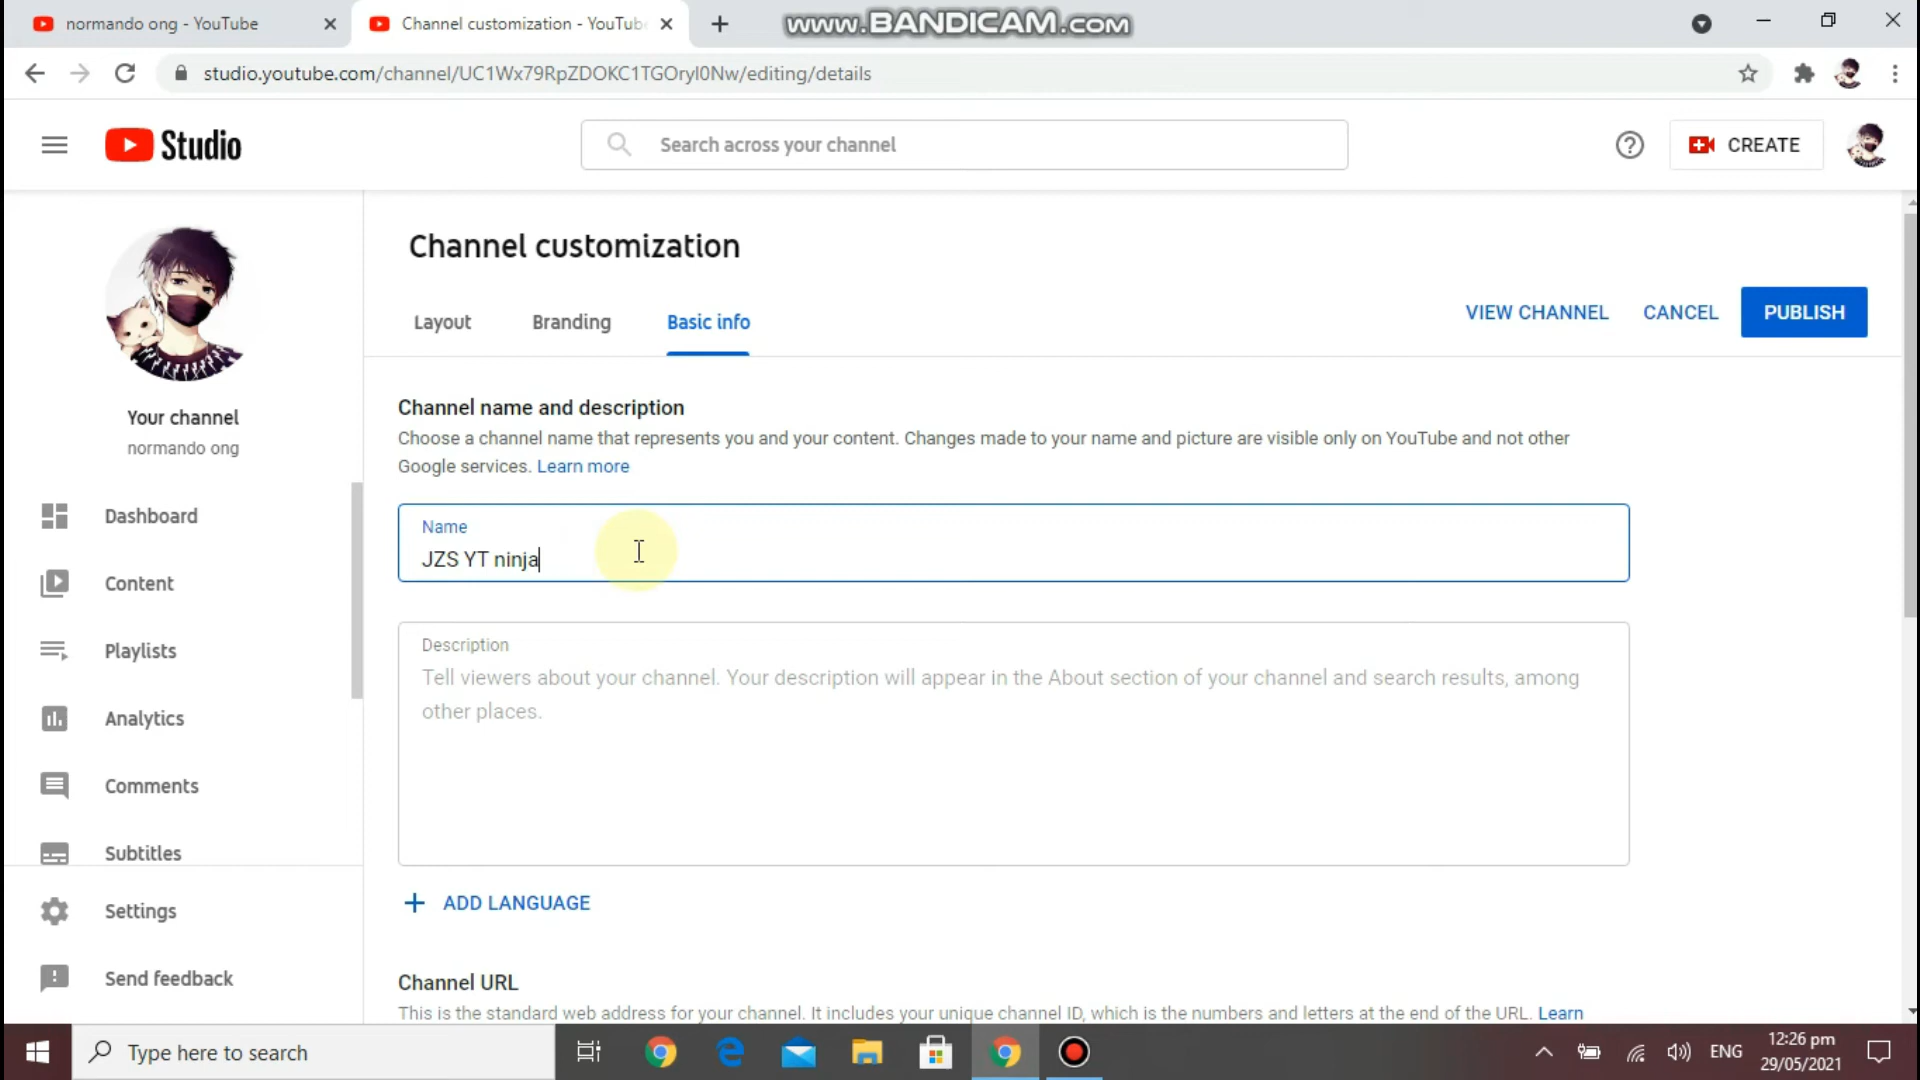 normando ong - YouTube
Channel customization - YouTub
www.BANDICAM.com
studio.youtube.com/channel/UC1Wx79RpZDOKC1TGOryl0Nw/editing/details
Studio
Search across your channel
CREATE
Channel customization
Layout
Branding
Basic info
VIEW CHANNEL
CANCEL
PUBLISH
Your channel
normando ong
Dashboard
Content
Playlists
Analytics
Comments
Subtitles
Settings
Send feedback
Channel name and description
Choose a channel name that represents you and your content. Changes made to your name and picture are visible only on YouTube and not other
Google services. Learn more
Name
JZS YT ninja
Description
Tell viewers about your channel. Your description will appear in the About section of your channel and search results, among
other places.
ADD LANGUAGE
Channel URL
This is the standard web address for your channel. It includes your unique channel ID, which is the numbers and letters at the end of the URL. Learn
Type here to search
ENG
12:26 pm
29/05/2021